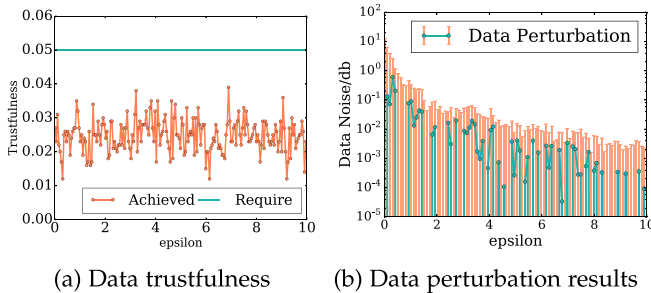 0.06
0.05
0.04
0.03
0.02
0.01
0.00
Trustfulness
Achieved Require
0 2 4 6 8 10
epsilon
(a) Data trustfulness
10^2
10^1
10^0
10^-1
10^-2
10^-3
10^-4
10^-5
Data Noise/db
Data Perturbation
0 2 4 6 8 10
epsilon
(b) Data perturbation results